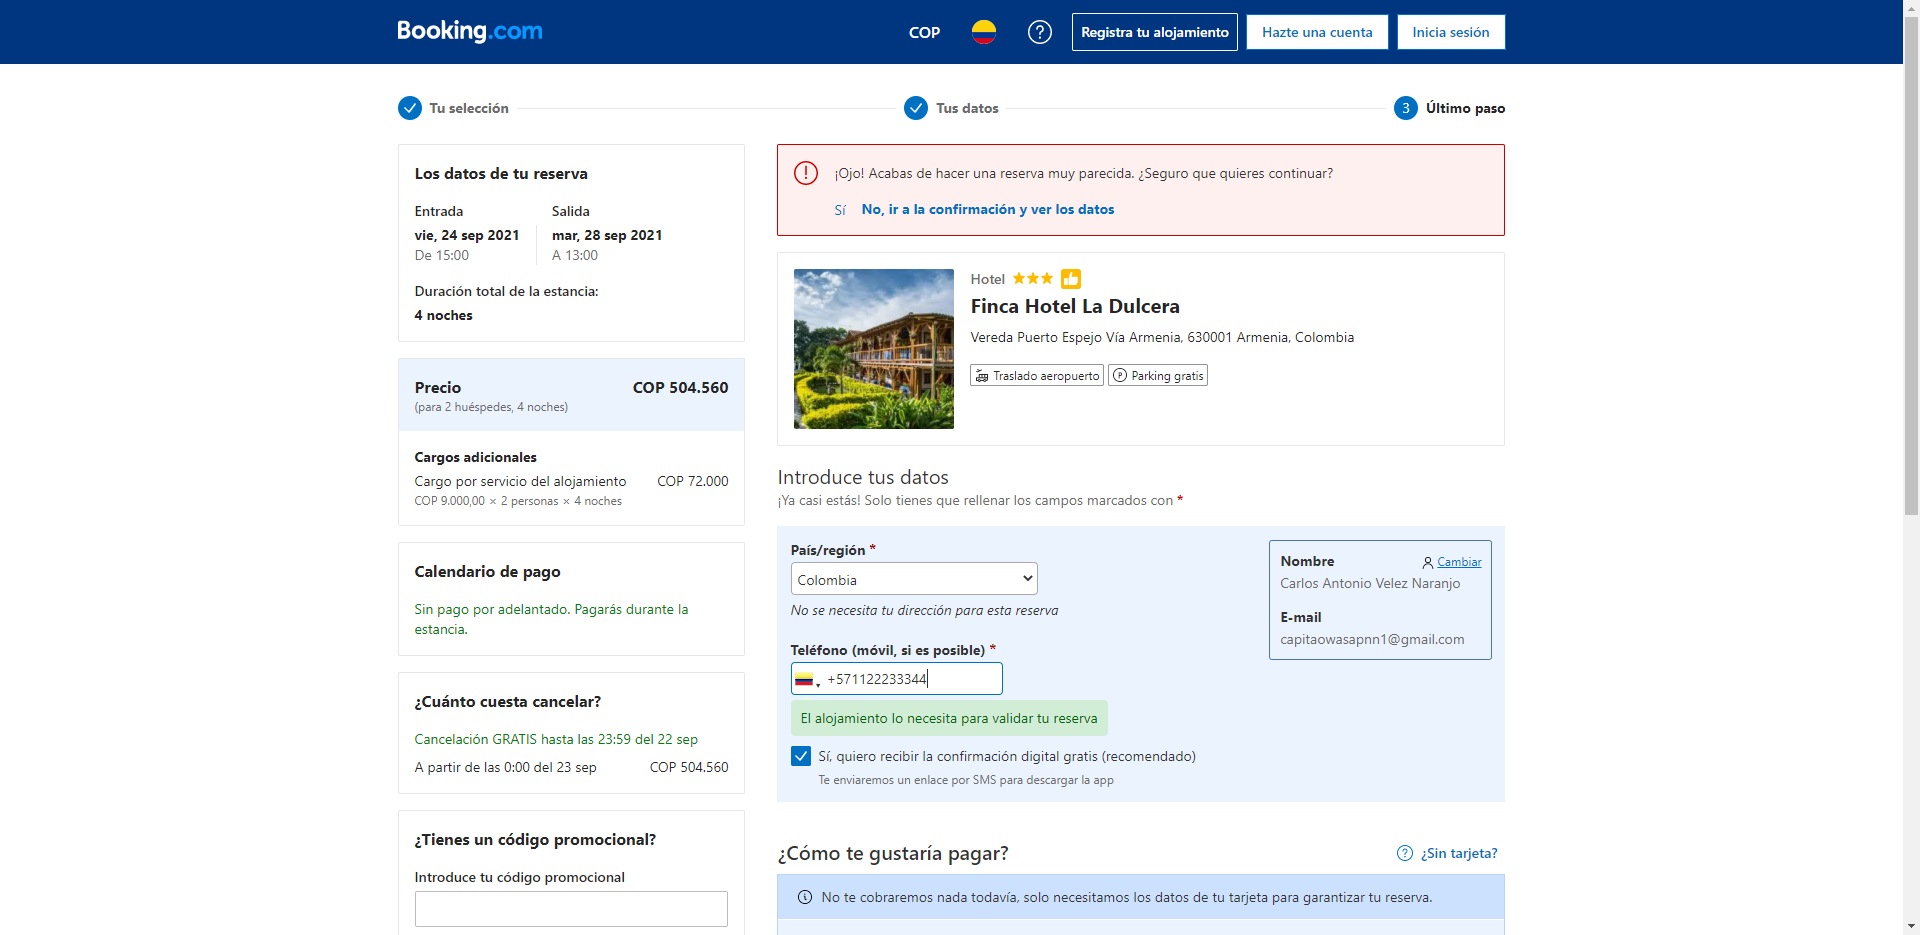 Booking.com
COP
Registra tu alojamiento
Hazte una cuenta
Inicia sesión
Tu selección
Tus datos
3 Último paso
Los datos de tu reserva
Entrada
vie, 24 sep 2021
De 15:00
Salida
mar, 28 sep 2021
A 13:00
Duración total de la estancia:
4 noches
Precio COP 504.560
(para 2 huéspedes, 4 noches)
Cargos adicionales
Cargo por servicio del alojamiento COP 72.000
COP 9.000,00 × 2 personas × 4 noches
Calendario de pago
Sin pago por adelantado. Pagarás durante la
estancia.
¿Cuánto cuesta cancelar?
Cancelación GRATIS hasta las 23:59 del 22 sep
A partir de las 0:00 del 23 sep COP 504.560
¿Tienes un código promocional?
Introduce tu código promocional
¡Ojo! Acabas de hacer una reserva muy parecida. ¿Seguro que quieres continuar?
Sí No, ir a la confirmación y ver los datos
Hotel
Finca Hotel La Dulcera
Vereda Puerto Espejo Vía Armenia, 630001 Armenia, Colombia
Traslado aeropuerto
P Parking gratis
Introduce tus datos
¡Ya casi estás! Solo tienes que rellenar los campos marcados con *
País/región *
Colombia
No se necesita tu dirección para esta reserva
Teléfono (móvil, si es posible) *
+571122233344
El alojamiento lo necesita para validar tu reserva
Sí, quiero recibir la confirmación digital gratis (recomendado)
Te enviaremos un enlace por SMS para descargar la app
Nombre Cambiar
Carlos Antonio Velez Naranjo
E-mail
capitaowasapnn1@gmail.com
¿Cómo te gustaría pagar?
¿Sin tarjeta?
No te cobraremos nada todavía, solo necesitamos los datos de tu tarjeta para garantizar tu reserva.